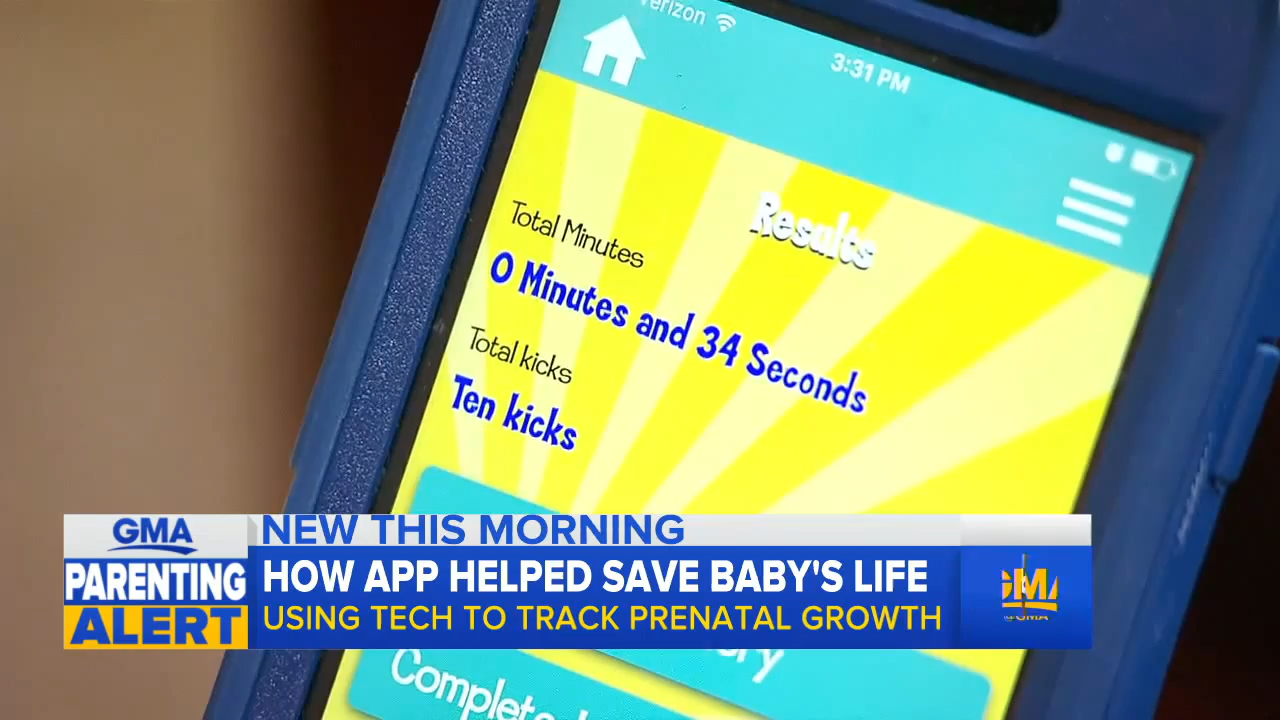 verizon
3:31 PM
Results
Total Minutes
0 Minutes and 34 Seconds
Total kicks
Ten kicks
GMA
PARENTING
ALERT
NEW THIS MORNING
HOW APP HELPED SAVE BABY'S LIFE
USING TECH TO TRACK PRENATAL GROWTH
GMA